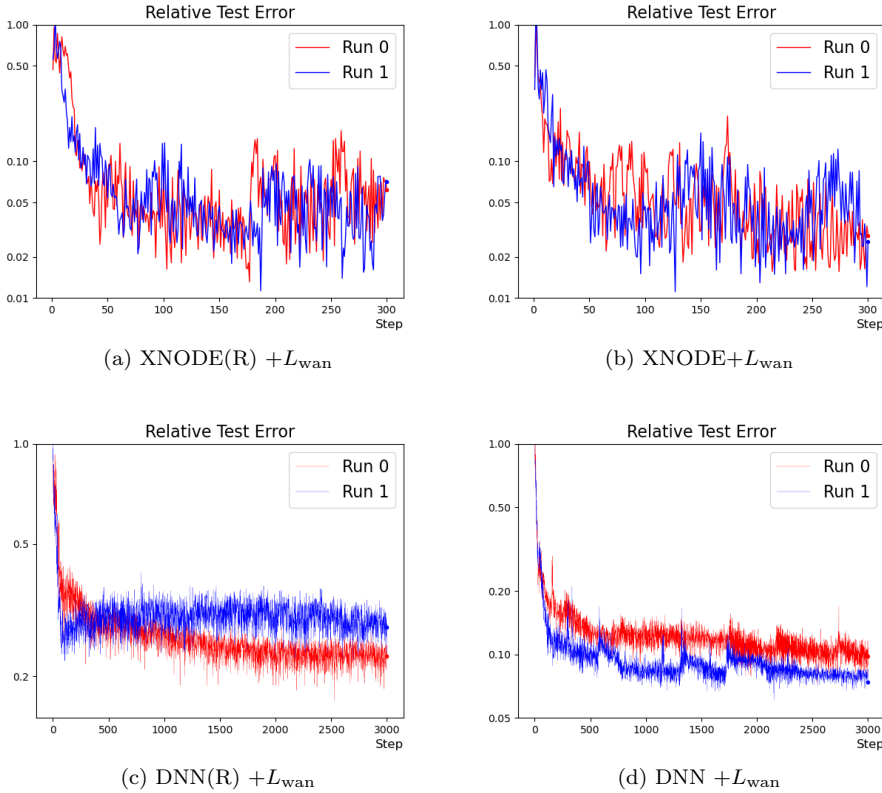 Relative Test Error
1.00
0.50
0.10
0.05
0.02
0.01
0
50
100
150
200
250
300
Step
Run 0
Run 1
(a) XNODE(R) +L_wan
Relative Test Error
1.00
0.50
0.10
0.05
0.02
0.01
0
50
100
150
200
250
300
Step
Run 0
Run 1
(b) XNODE+L_wan
Relative Test Error
1.0
0.5
0.2
0
500
1000
1500
2000
2500
3000
Step
Run 0
Run 1
(c) DNN(R) +L_wan
Relative Test Error
1.00
0.50
0.20
0.10
0.05
0
500
1000
1500
2000
2500
3000
Step
Run 0
Run 1
(d) DNN +L_wan